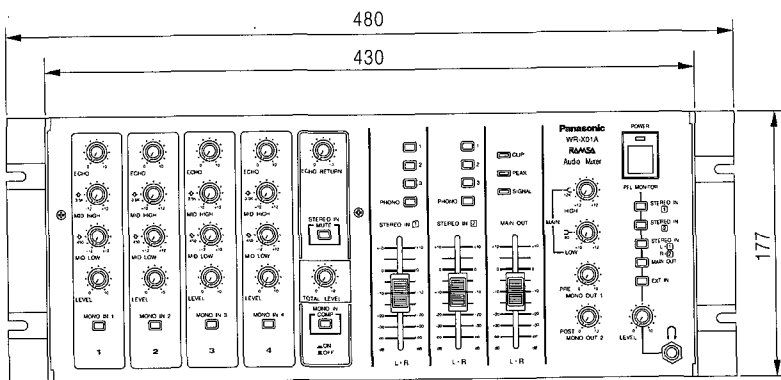 480
430
177
Panasonic
WR-X01A
RAMSA
Audio Mixer
POWER
ECHO
MID HIGH
MID LOW
LEVEL
MONO IN 1
1
ECHO
MID HIGH
MID LOW
LEVEL
MONO IN 2
2
ECHO
MID HIGH
MID LOW
LEVEL
MONO IN 3
3
ECHO
MID HIGH
MID LOW
LEVEL
MONO IN 4
4
ECHO RETURN
STEREO IN
MUTE
TOTAL LEVEL
MONO IN
COMP
ON
OFF
1
2
3
PHONO
STEREO IN 1
L・R
1
2
3
PHONO
STEREO IN 2
L・R
CLIP
PEAK
SIGNAL
MAIN OUT
L・R
HIGH
MAIN
LOW
PRE
MONO OUT 1
POST
MONO OUT 2
PFL MONITOR
STEREO IN
1
STEREO IN
2
STEREO IN
L-1
R-2
MAIN OUT
EXT IN
LEVEL